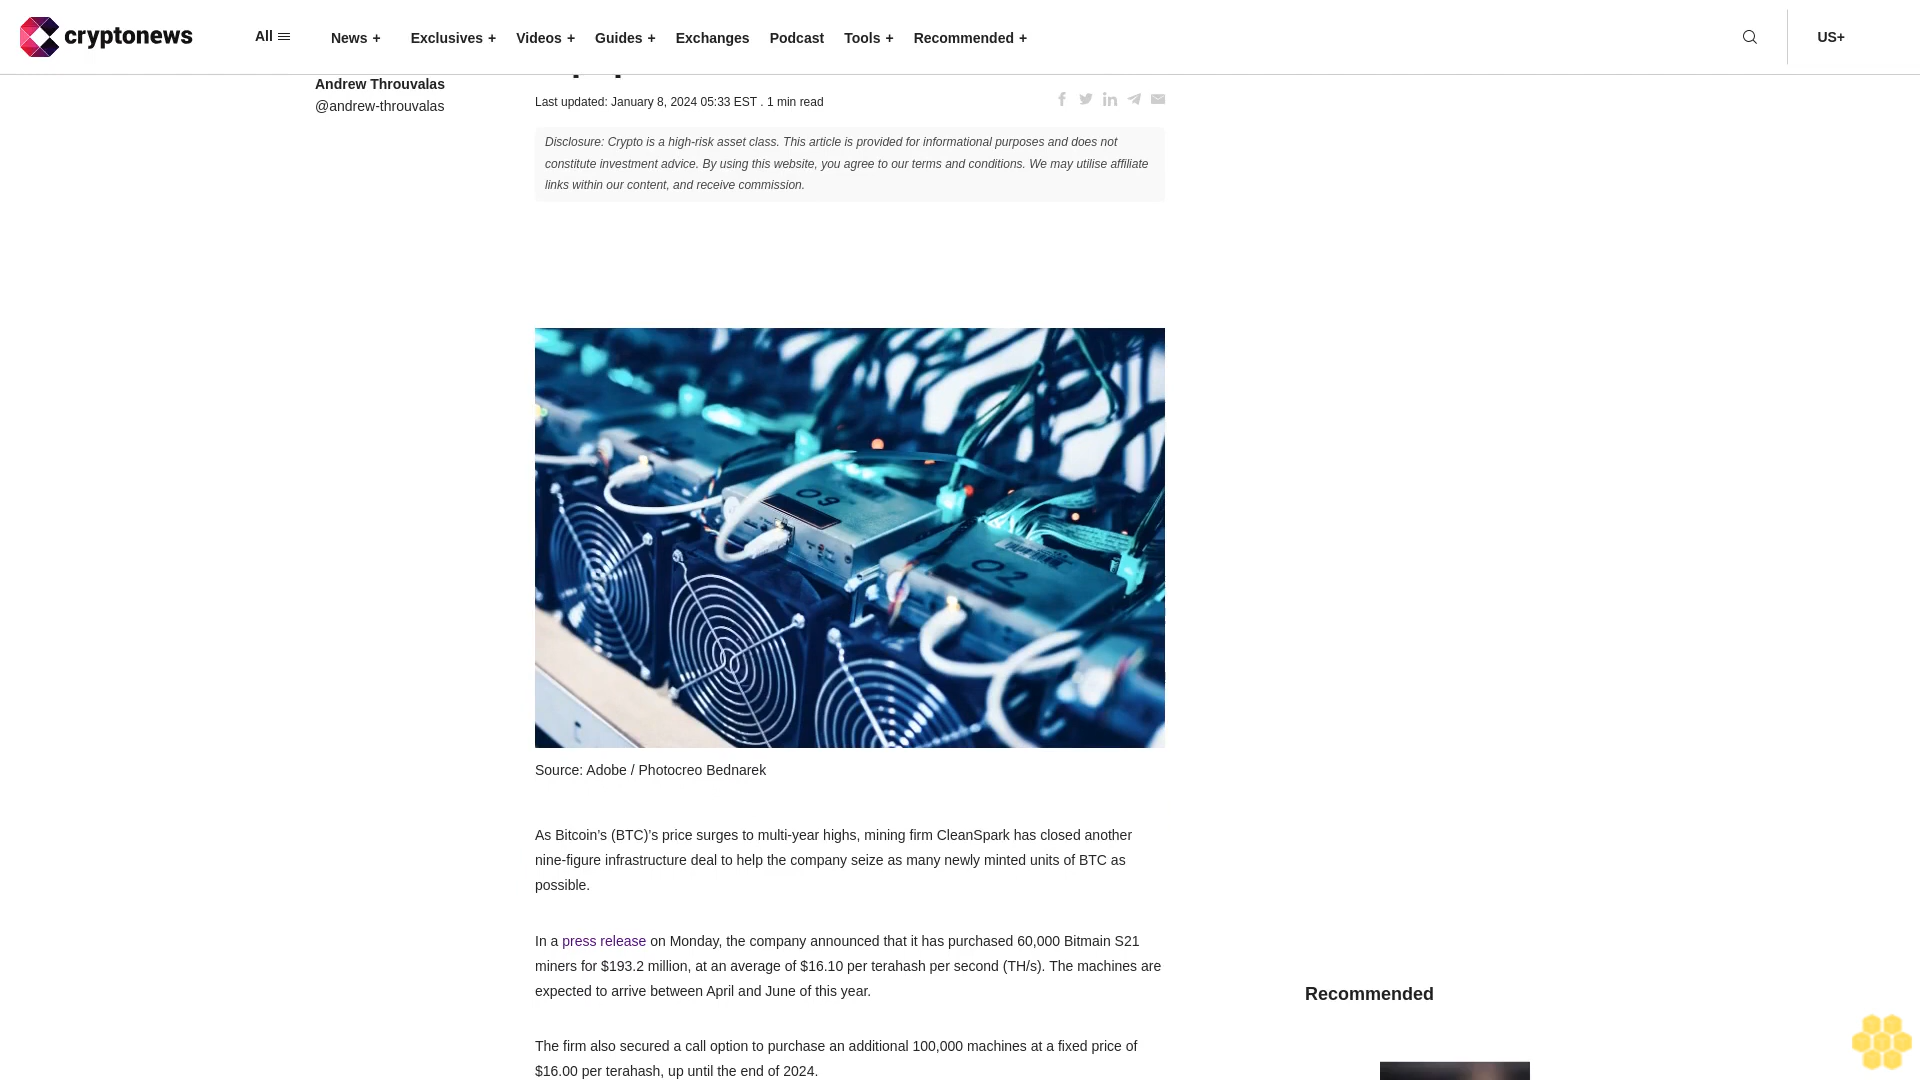 cryptonews
All
News +
Exclusives +
Videos +
Guides +
Exchanges
Podcast
Tools +
Recommended +
US+
Andrew Throuvalas
@andrew-throuvalas
Last updated: January 8, 2024 05:33 EST . 1 min read
Disclosure: Crypto is a high-risk asset class. This article is provided for informational purposes and does not
constitute investment advice. By using this website, you agree to our terms and conditions. We may utilise affiliate
links within our content, and receive commission.
09
02
Source: Adobe / Photocreo Bednarek
As Bitcoin’s (BTC)’s price surges to multi-year highs, mining firm CleanSpark has closed another
nine-figure infrastructure deal to help the company seize as many newly minted units of BTC as
possible.
In a press release on Monday, the company announced that it has purchased 60,000 Bitmain S21
miners for $193.2 million, at an average of $16.10 per terahash per second (TH/s). The machines are
expected to arrive between April and June of this year.
Recommended
The firm also secured a call option to purchase an additional 100,000 machines at a fixed price of
$16.00 per terahash, up until the end of 2024.